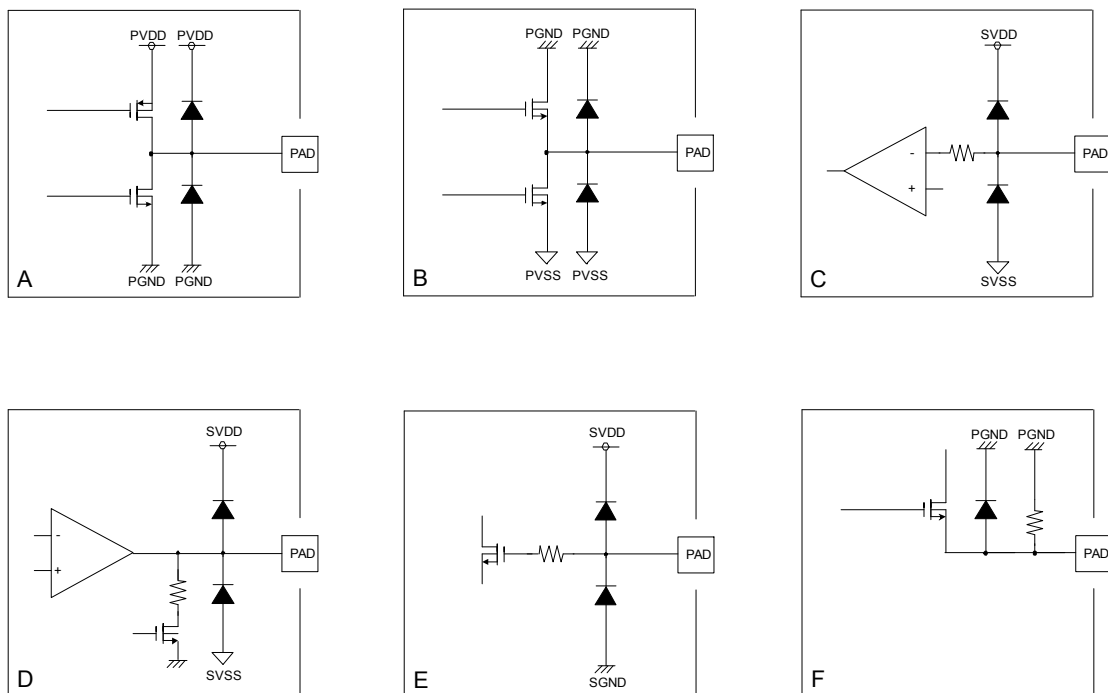 PVDD PVDD
PAD
PGND PGND
A
PGND PGND
PAD
PVSS PVSS
B
SVDD
-
+
PAD
SVSS
C
SVDD
-
+
PAD
SVSS
D
SVDD
PAD
SGND
E
PGND PGND
PAD
F